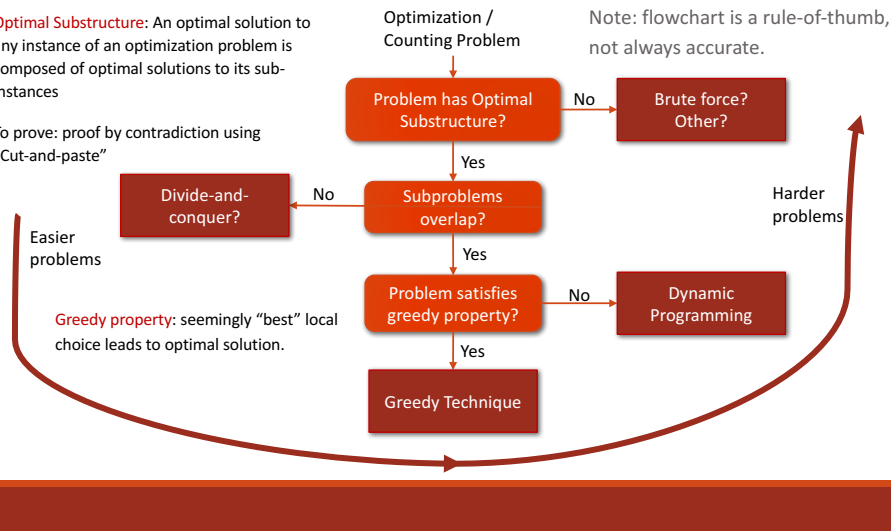 Optimal Substructure: An optimal solution to
any instance of an optimization problem is
composed of optimal solutions to its sub-
instances
To prove: proof by contradiction using
“Cut-and-paste”
Optimization /
Counting Problem
Note: flowchart is a rule-of-thumb,
not always accurate.
Problem has Optimal
Substructure?
No
Brute force?
Other?
Yes
Divide-and-
conquer?
No
Subproblems
overlap?
Harder
problems
Easier
problems
Yes
Problem satisfies
greedy property?
No
Dynamic
Programming
Greedy property: seemingly “best” local
choice leads to optimal solution.
Yes
Greedy Technique